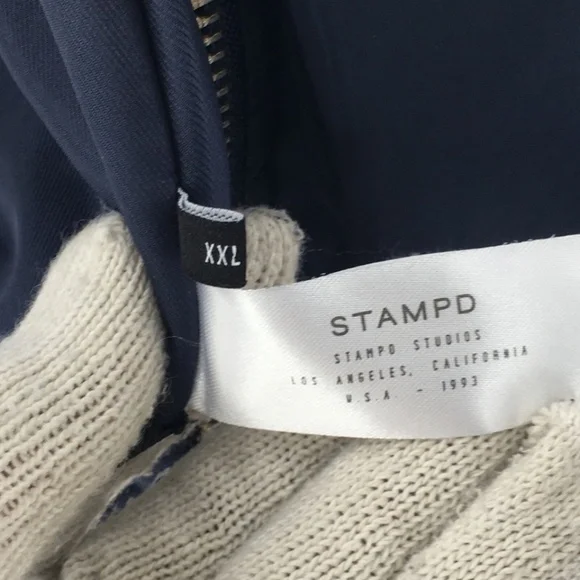 XXL
STAMPD
STAMPD STUDIOS
LOS ANGELES, CALIFORNIA
U.S.A. - 1993